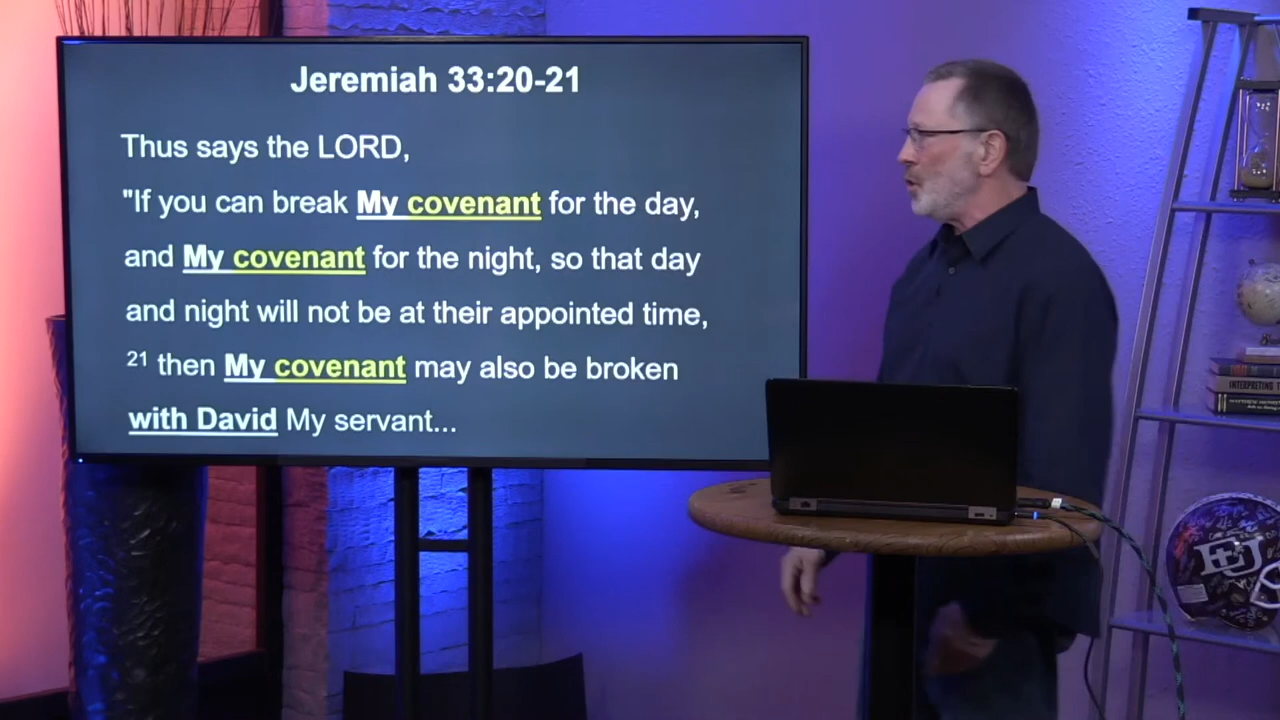 Jeremiah 33:20-21
Thus says the LORD,
"If you can break My covenant for the day,
and My covenant for the night, so that day
and night will not be at their appointed time,
21 then My covenant may also be broken
with David My servant...
INTERPRETING